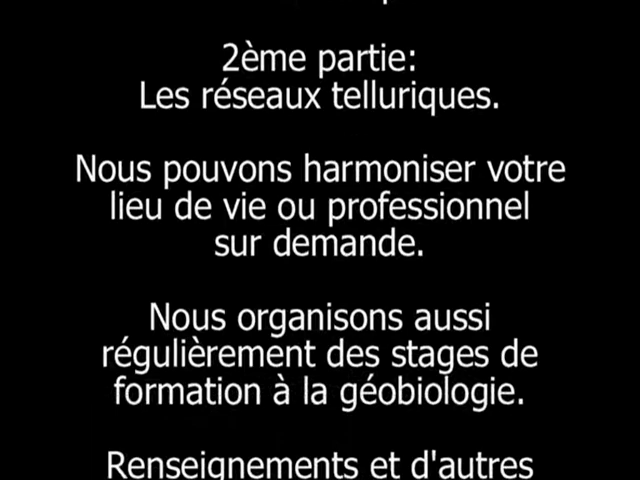 2ème partie:
Les réseaux telluriques.
Nous pouvons harmoniser votre
lieu de vie ou professionnel
sur demande.
Nous organisons aussi
régulièrement des stages de
formation à la géobiologie.
Renseignements et d'autres